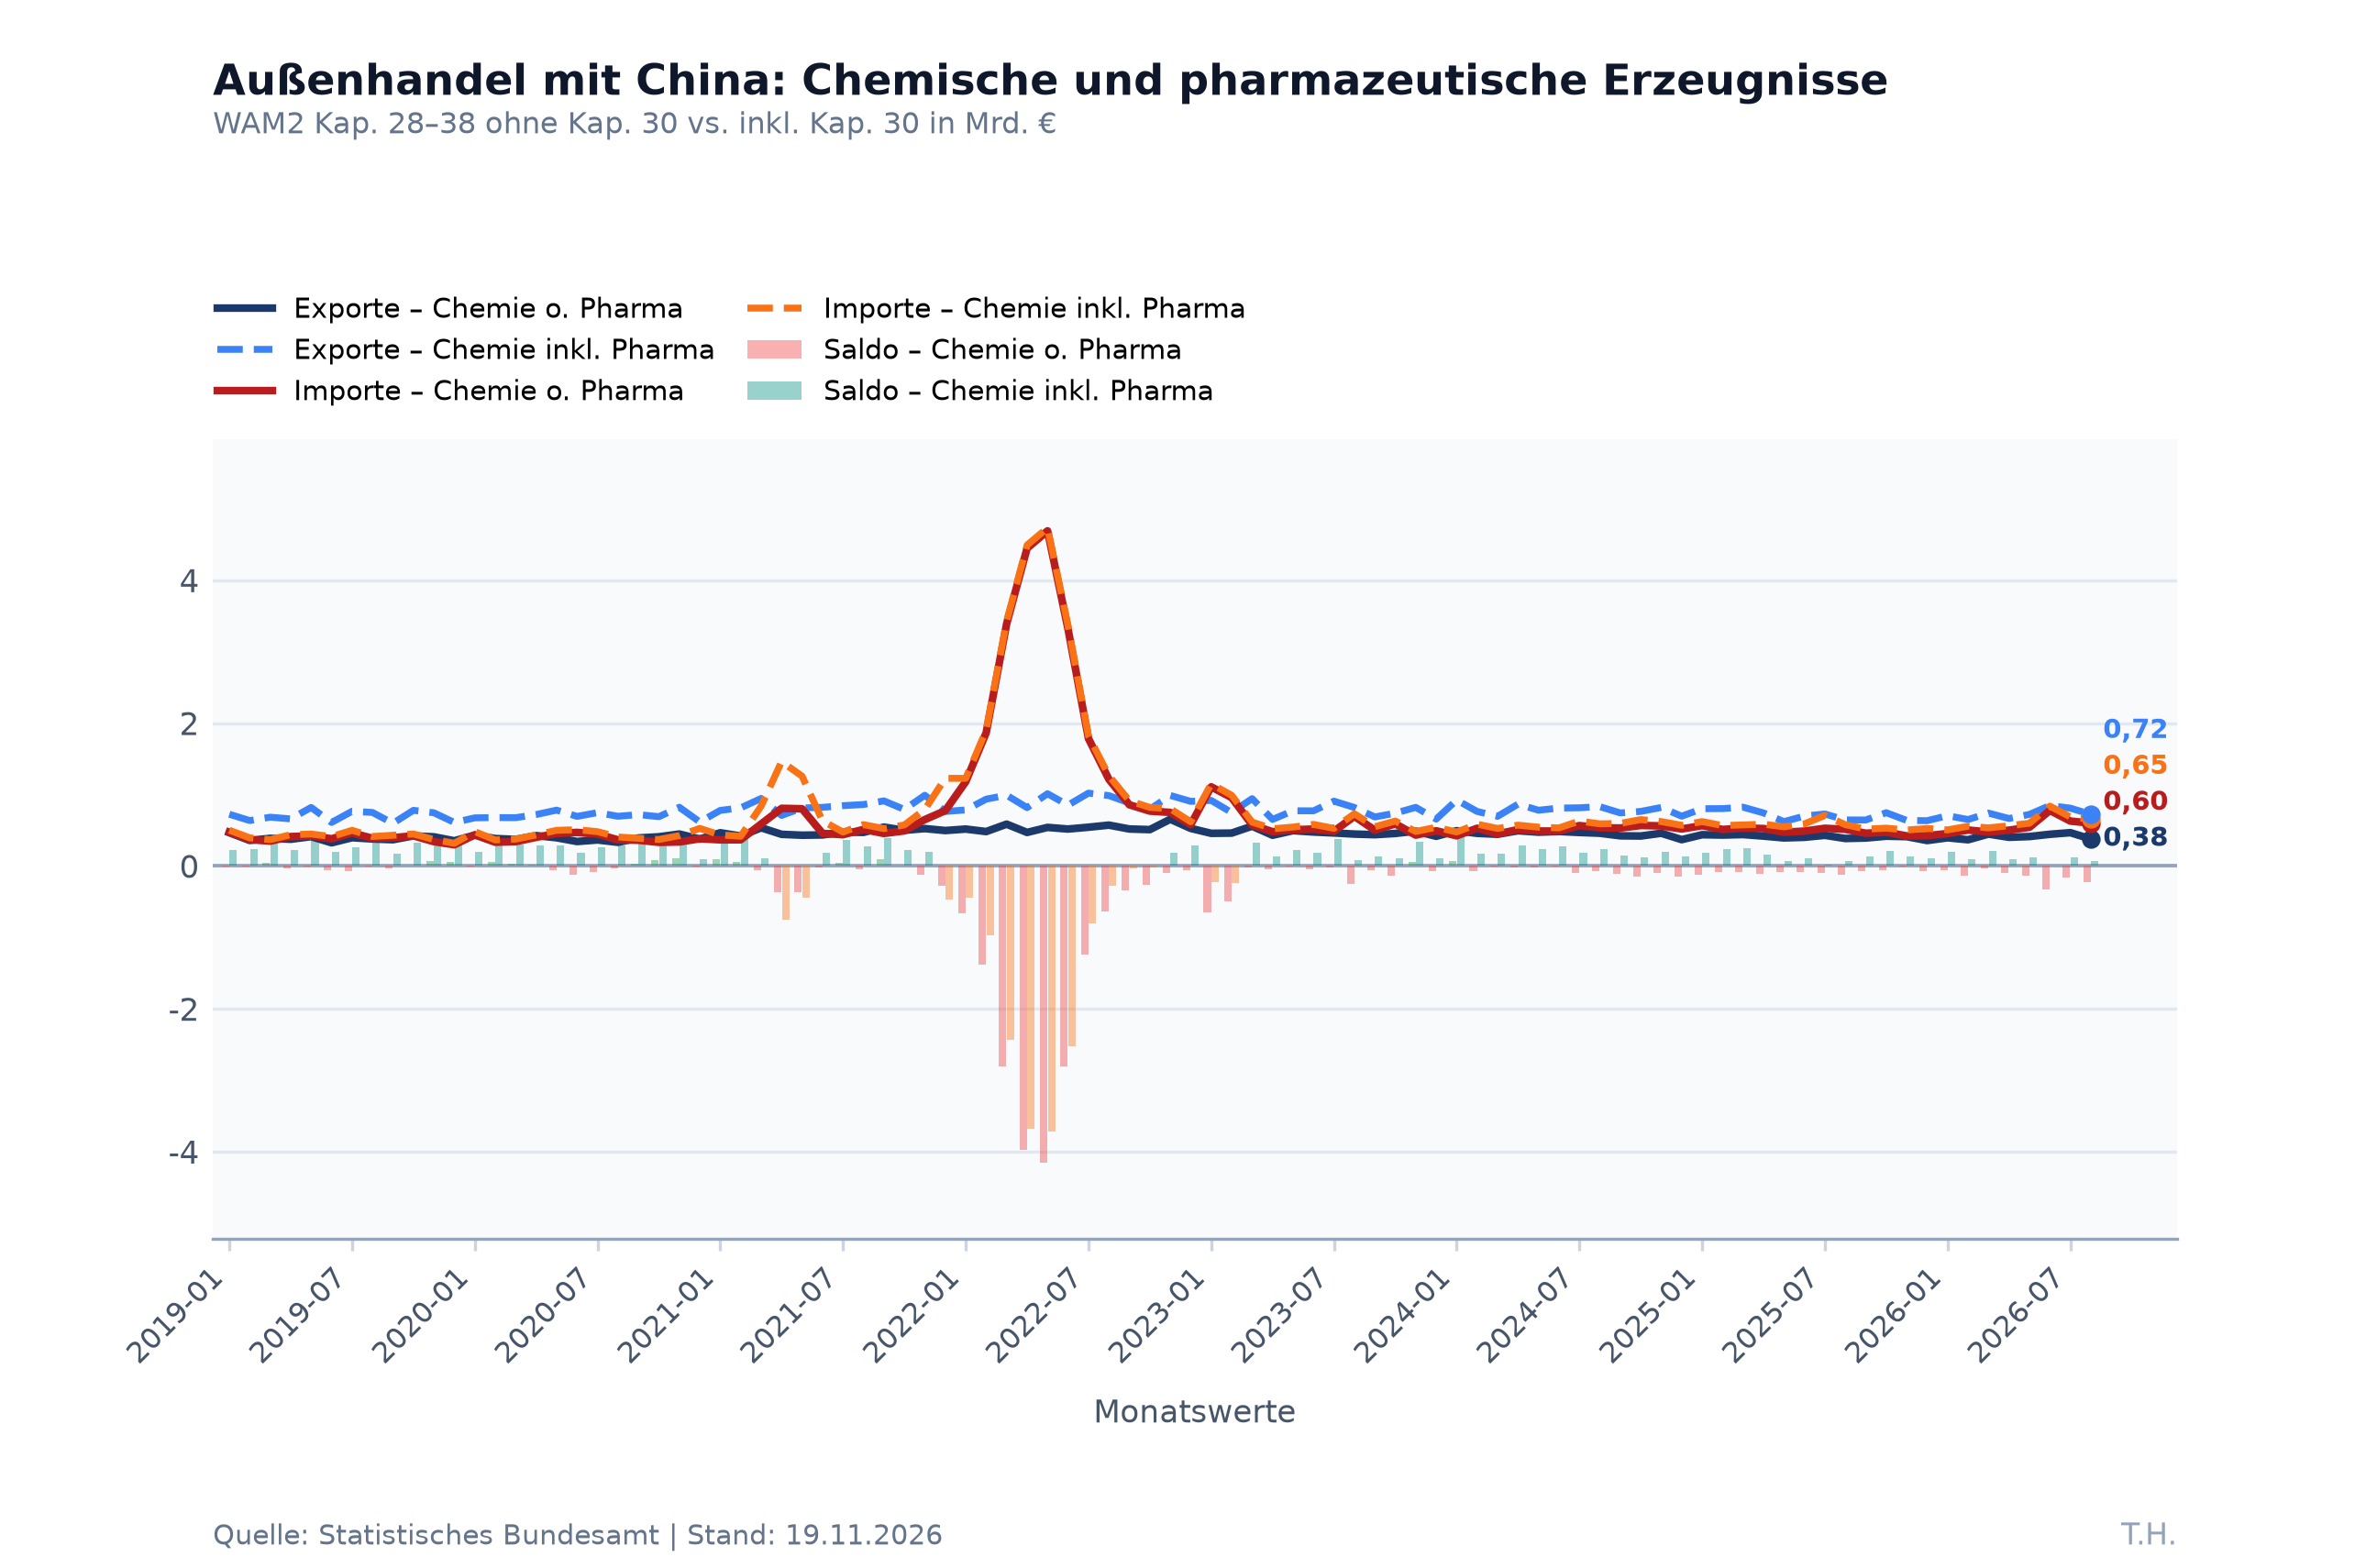 Außenhandel mit China: Chemische und pharmazeutische Erzeugnisse
WAM2 Kap. 28–38 ohne Kap. 30 vs. inkl. Kap. 30 in Mrd. €
Exporte – Chemie o. Pharma
Exporte – Chemie inkl. Pharma
Importe – Chemie o. Pharma
Importe – Chemie inkl. Pharma
Saldo – Chemie o. Pharma
Saldo – Chemie inkl. Pharma
4
2
0
-2
-4
0,72
0,65
0,60
0,38
2019-01
2019-07
2020-01
2020-07
2021-01
2021-07
2022-01
2022-07
2023-01
2023-07
2024-01
2024-07
2025-01
2025-07
2026-01
2026-07
Monatswerte
Quelle: Statistisches Bundesamt | Stand: 19.11.2026
T.H.